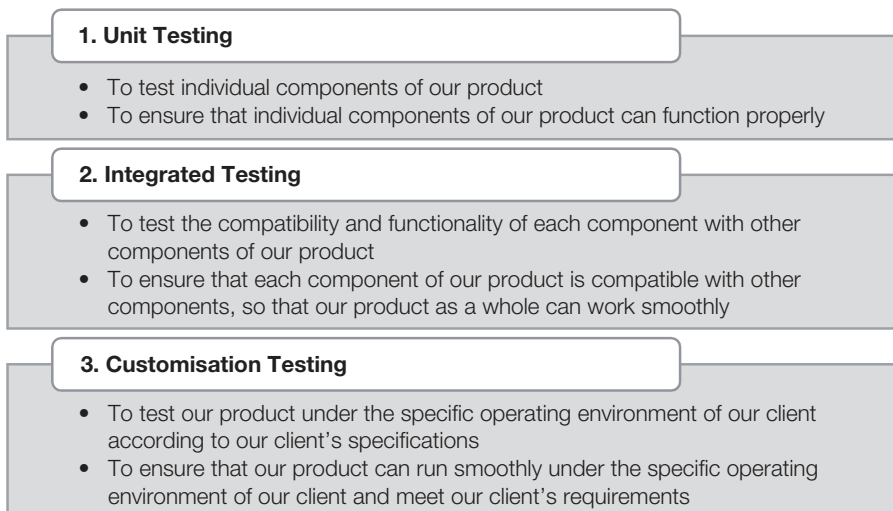 1. Unit Testing
• To test individual components of our product
• To ensure that individual components of our product can function properly
2. Integrated Testing
• To test the compatibility and functionality of each component with other
components of our product
• To ensure that each component of our product is compatible with other
components, so that our product as a whole can work smoothly
3. Customisation Testing
• To test our product under the specific operating environment of our client
according to our client’s specifications
• To ensure that our product can run smoothly under the specific operating
environment of our client and meet our client’s requirements